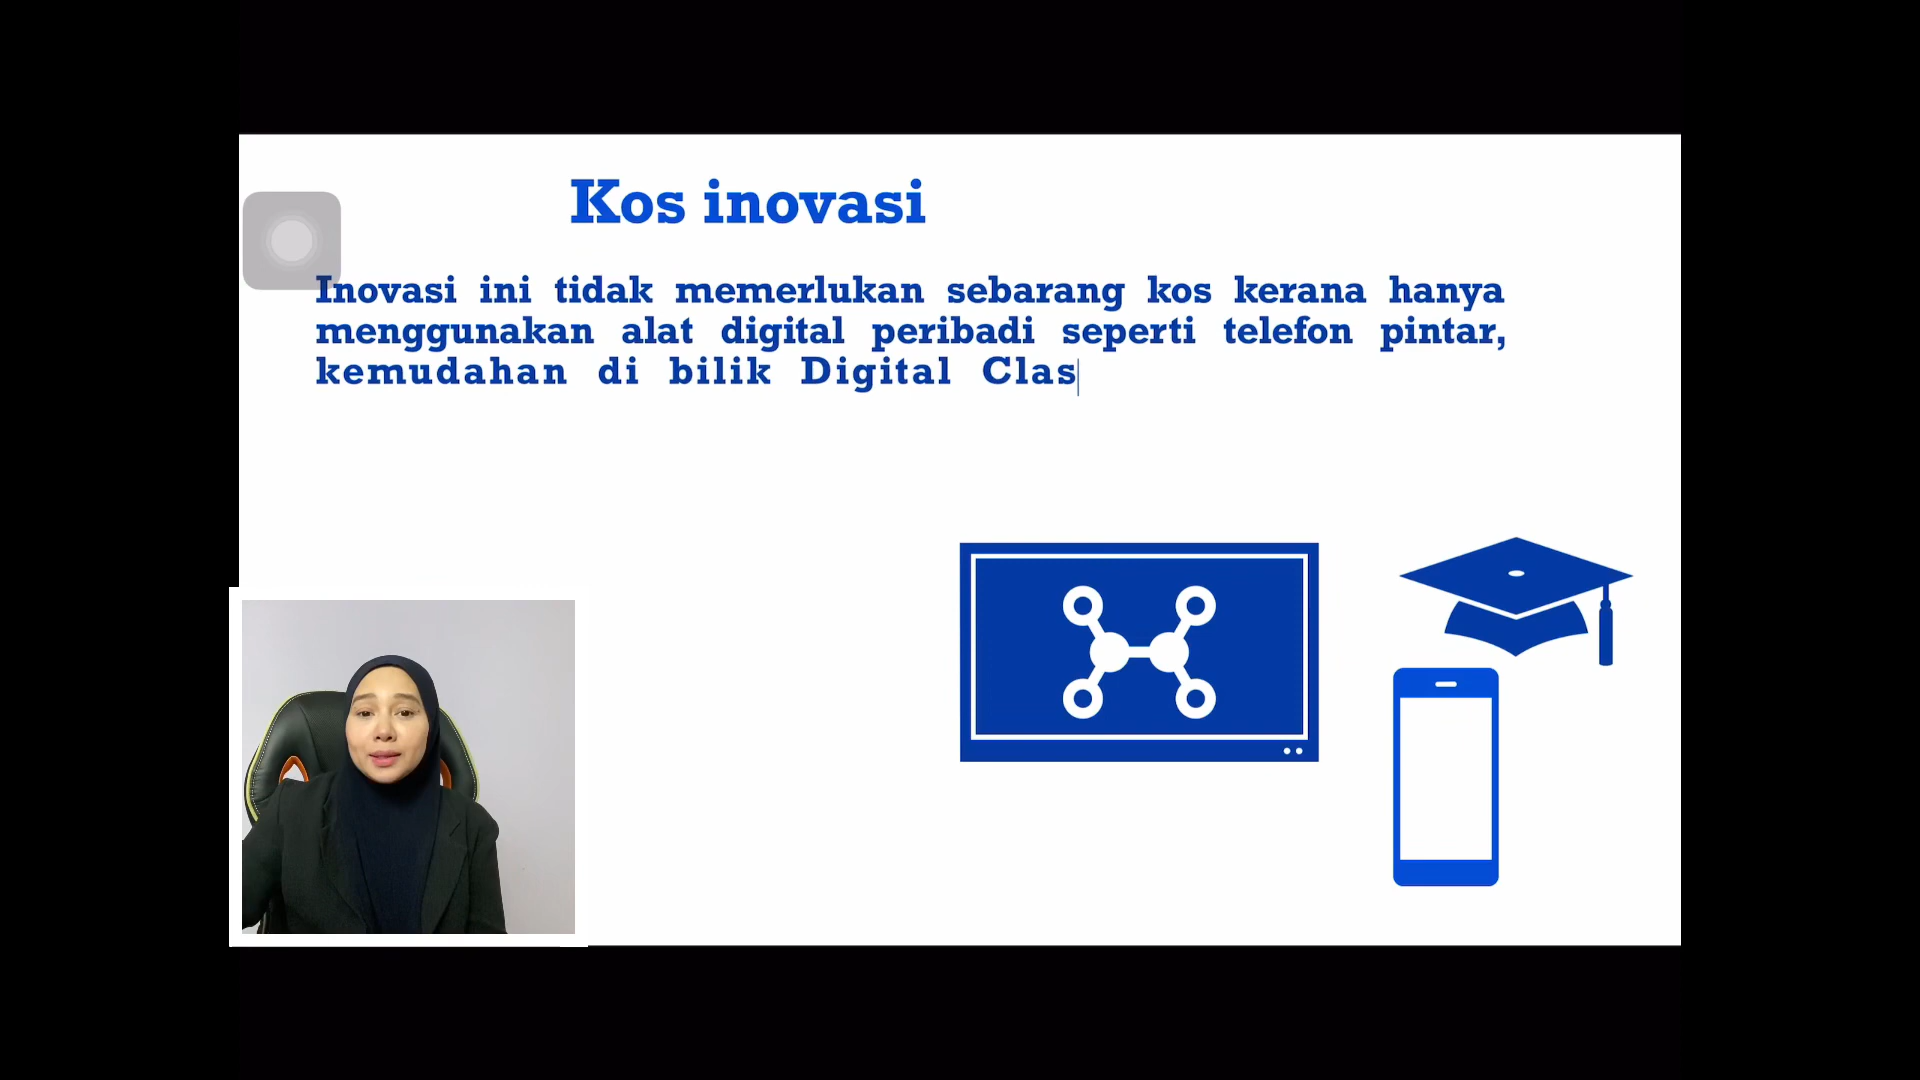 Kos inovasi
Inovasi ini tidak memerlukan sebarang kos kerana hanya
menggunakan alat digital peribadi seperti telefon pintar,
kemudahan di bilik Digital Clas